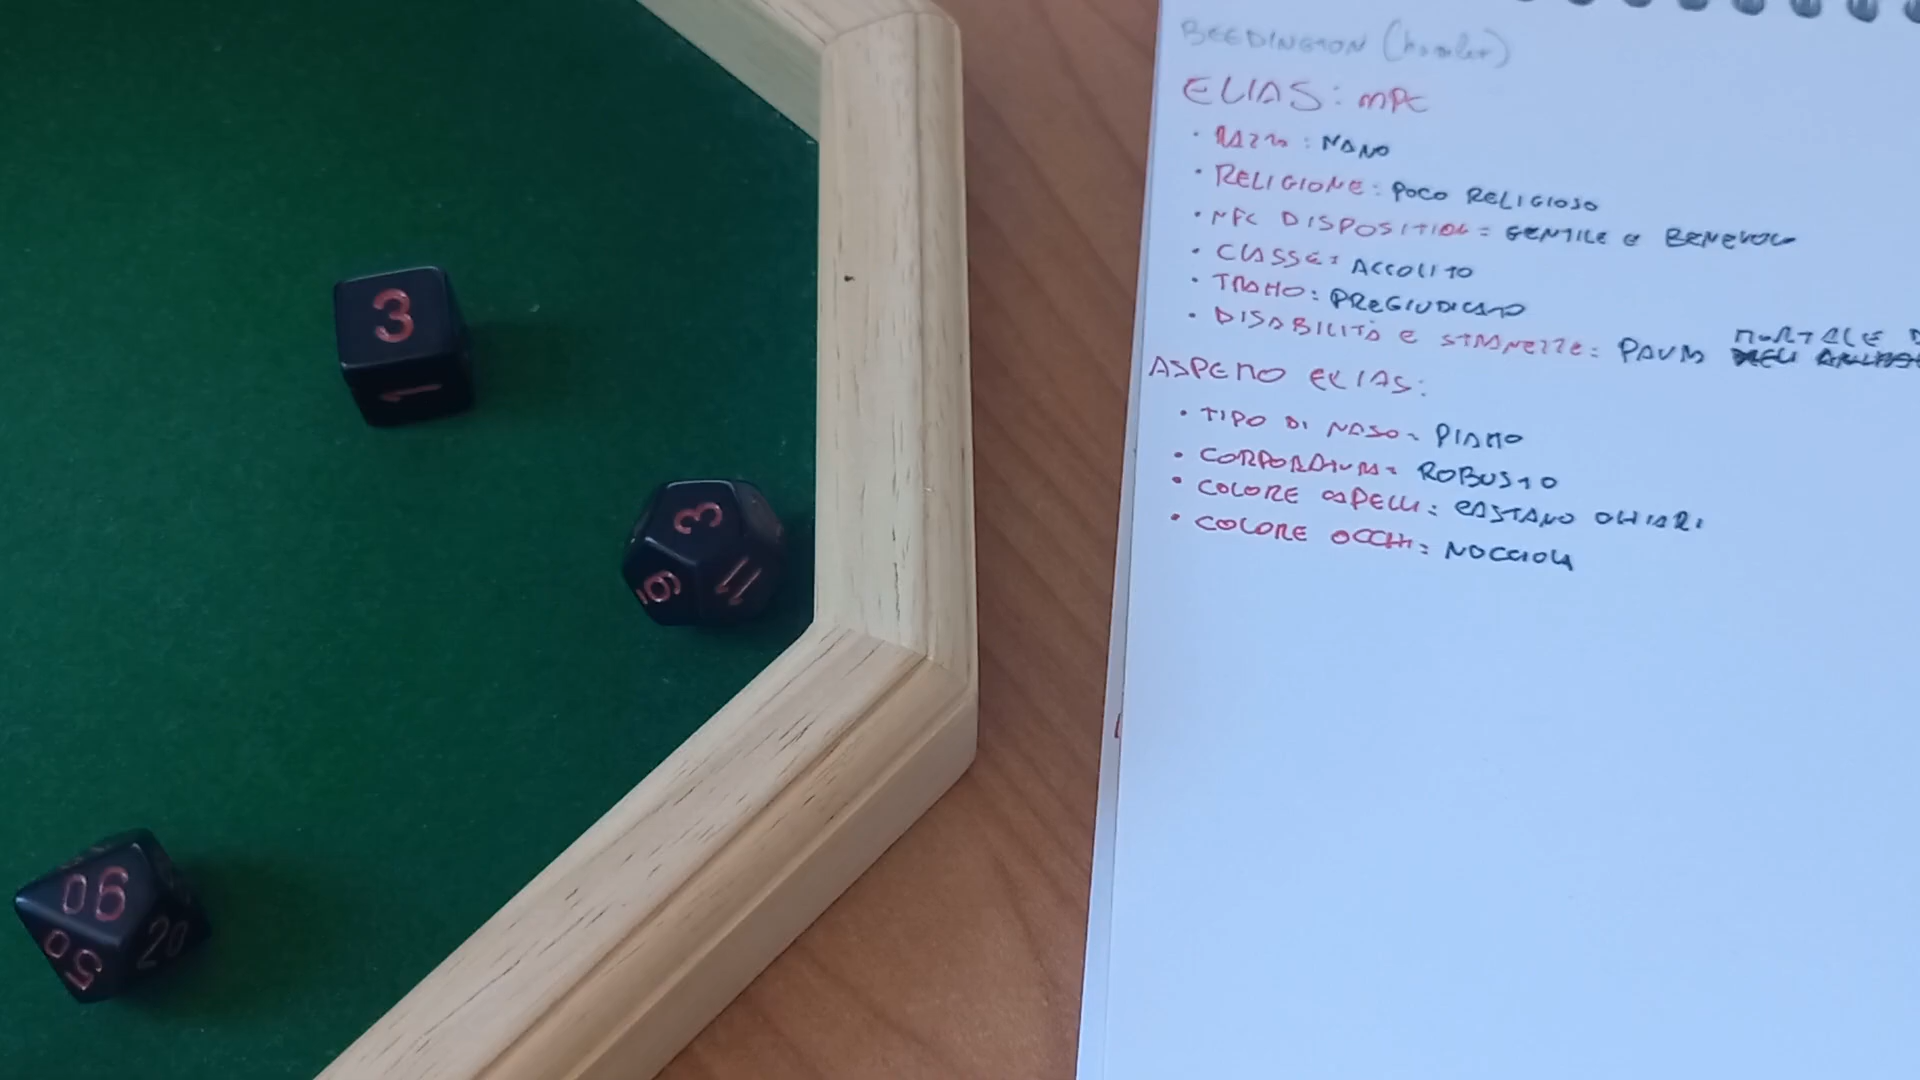 BEEDINGTON (hamlet)
ELIAS: NPC
· RAZZA: NANO
· RELIGIONE: POCO RELIGIOSO
· NPC DISPOSITION: GENTILE e BENEVOLO
· CLASSE: ACCOLITO
· TRATTO: PREGIUDICATO
· DISABILITÀ e STRANEZZE: PAURA MORTALE
ASPETTO ELIAS:
· TIPO DI NASO: PIATTO
· CORPORATURA: ROBUSTO
· COLORE CAPELLI: CASTANO CHIARI
· COLORE OCCHI: NOCCIOLA
3
1
3
9
11
90
50
20